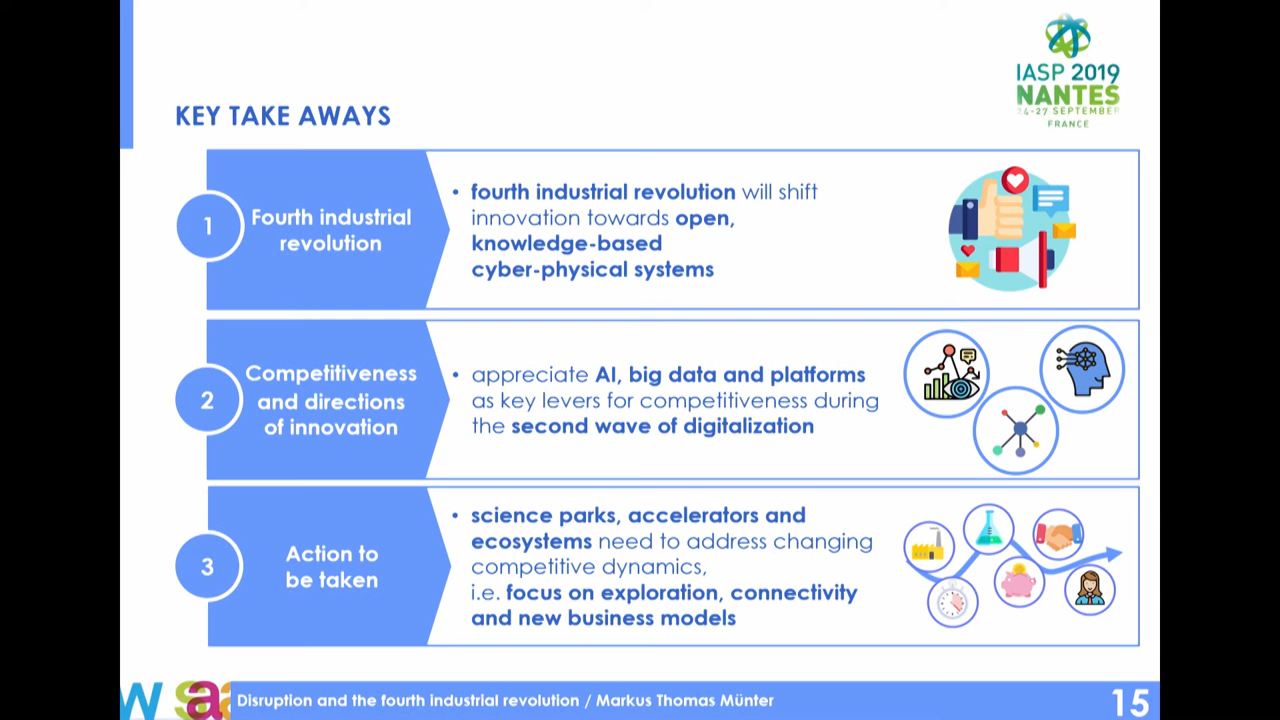 IASP 2019
NANTES
24-27 SEPTEMBER
FRANCE
KEY TAKE AWAYS
1
Fourth industrial
revolution
• fourth industrial revolution will shift
innovation towards open,
knowledge-based
cyber-physical systems
2
Competitiveness
and directions
of innovation
• appreciate AI, big data and platforms
as key levers for competitiveness during
the second wave of digitalization
3
Action to
be taken
• science parks, accelerators and
ecosystems need to address changing
competitive dynamics,
i.e. focus on exploration, connectivity
and new business models
w saa
Disruption and the fourth industrial revolution / Markus Thomas Münter
15